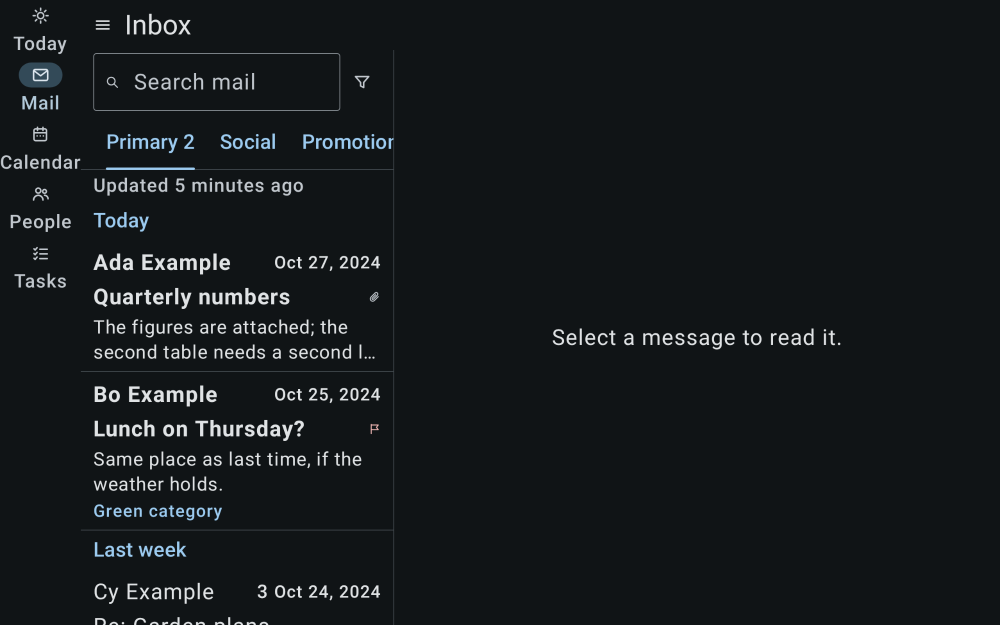 Today
Mail
Calendar
People
Tasks
Inbox
Search mail
Primary 2 Social Promotion
Updated 5 minutes ago
Today
Ada Example Oct 27, 2024
Quarterly numbers
The figures are attached; the
second table needs a second l…
Bo Example Oct 25, 2024
Lunch on Thursday?
Same place as last time, if the
weather holds.
Green category
Last week
Cy Example 3 Oct 24, 2024
Re: Garden plans
Select a message to read it.